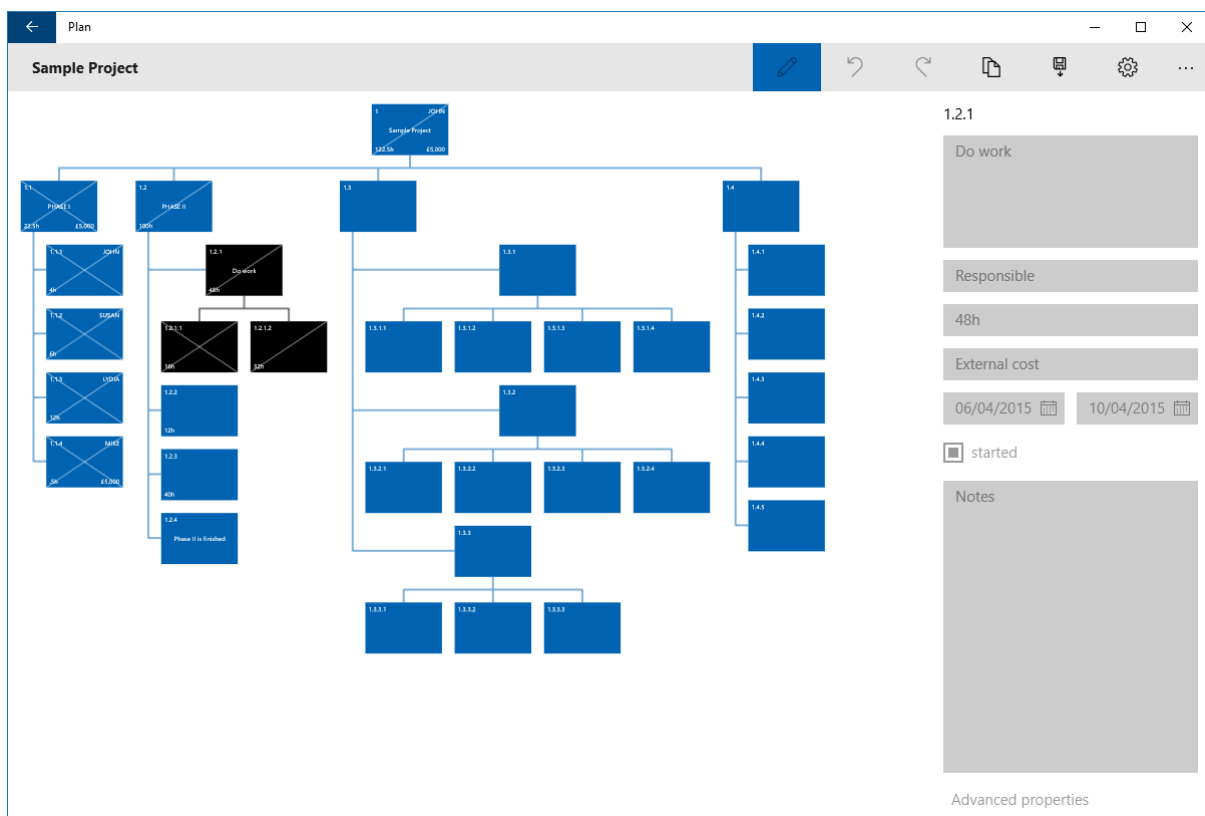 Plan
Sample Project
1 JOHN
Sample Project
122.5h £5,000
1.1
PHASE I
22.5h £5,000
1.2
PHASE II
100h
1.3
1.4
1.1.1 JOHN
4h
1.1.2 SUSAN
6h
1.1.3 LYDIA
12h
1.1.4 MIKE
.5h £5,000
1.2.1
Do work
48h
1.2.1.1
16h
1.2.1.2
32h
1.2.2
12h
1.2.3
40h
1.2.4
Phase II is finished
1.3.1
1.3.1.1 1.3.1.2 1.3.1.3 1.3.1.4
1.3.2
1.3.2.1 1.3.2.2 1.3.2.3 1.3.2.4
1.3.3
1.3.3.1 1.3.3.2 1.3.3.3
1.4.1
1.4.2
1.4.3
1.4.4
1.4.5
1.2.1
Do work
Responsible
48h
External cost
06/04/2015 10/04/2015
started
Notes
Advanced properties